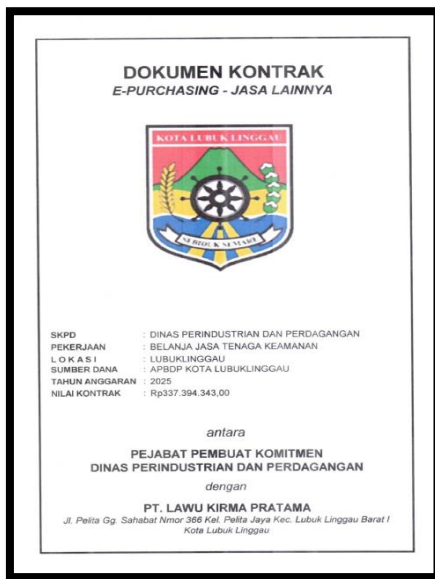 DOKUMEN KONTRAK
E-PURCHASING - JASA LAINNYA
KOTA LUBUK LINGGAU
SEBIDUK SEMARE
SKPD : DINAS PERINDUSTRIAN DAN PERDAGANGAN
PEKERJAAN : BELANJA JASA TENAGA KEAMANAN
LOKASI : LUBUKLINGGAU
SUMBER DANA : APBDP KOTA LUBUKLINGGAU
TAHUN ANGGARAN : 2025
NILAI KONTRAK : Rp337.394.343,00
antara
PEJABAT PEMBUAT KOMITMEN
DINAS PERINDUSTRIAN DAN PERDAGANGAN
dengan
PT. LAWU KIRMA PRATAMA
Jl. Pelita Gg. Sahabat Nmor 366 Kel. Pelita Jaya Kec. Lubuk Linggau Barat I
Kota Lubuk Linggau